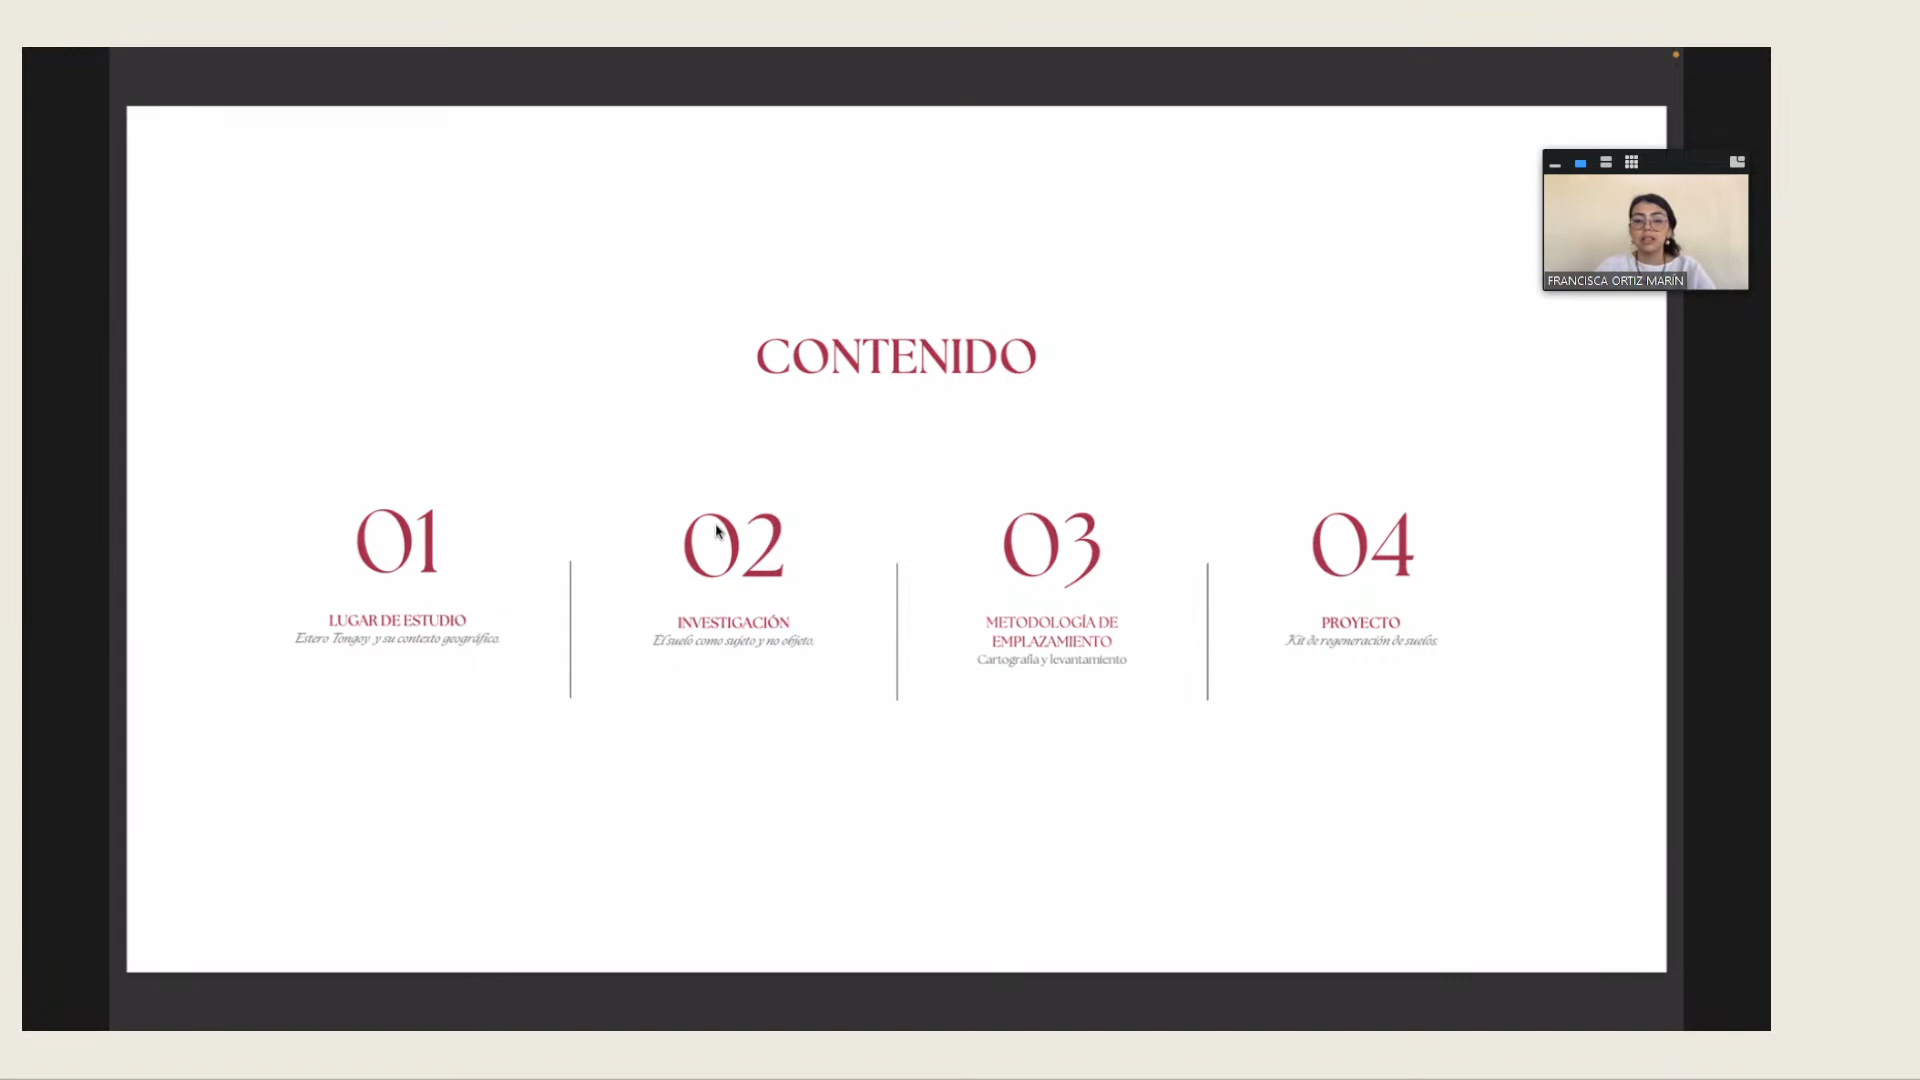 CONTENIDO
01
LUGAR DE ESTUDIO
Estero Tongoy y su contexto geográfico.
02
INVESTIGACIÓN
El suelo como sujeto y no objeto.
03
METODOLOGÍA DE
EMPLAZAMIENTO
Cartografía y levantamiento
04
PROYECTO
Kit de regeneración de suelos.
FRANCISCA ORTIZ MARÍN